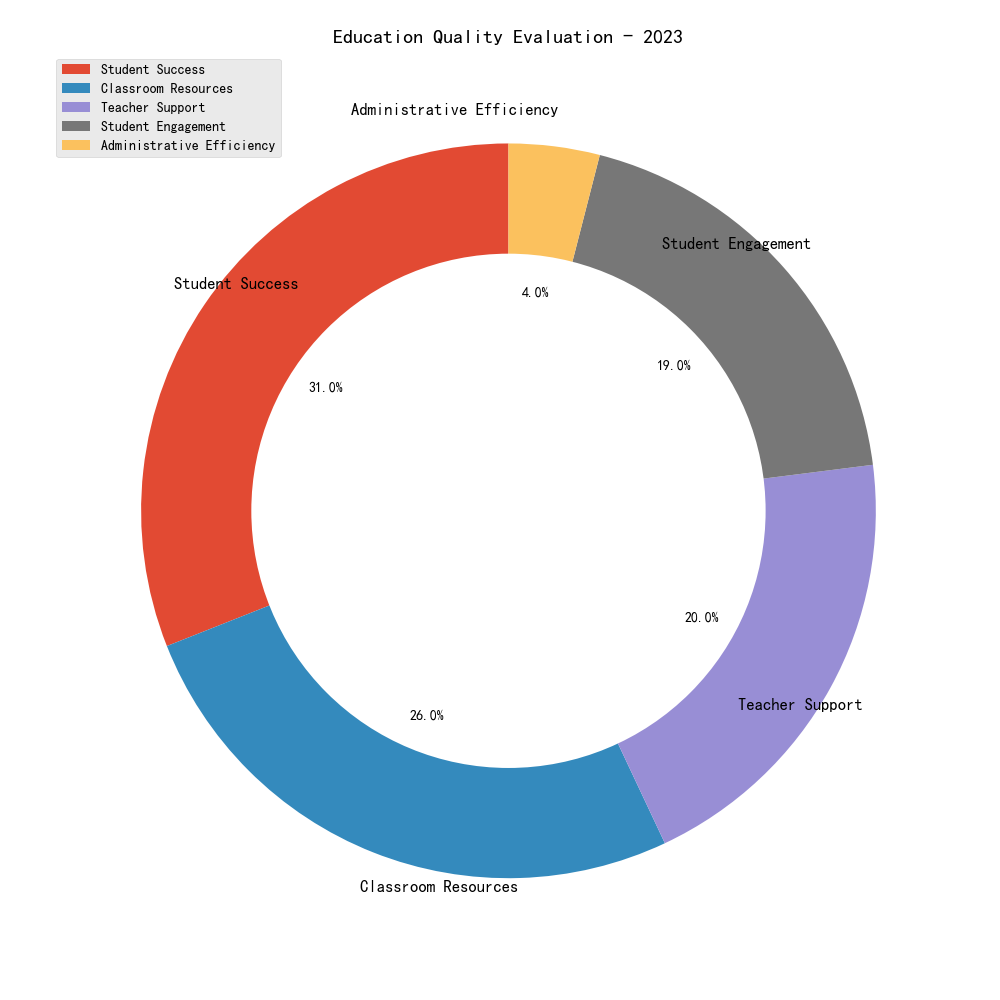 Education Quality Evaluation - 2023
Student Success
Classroom Resources
Teacher Support
Student Engagement
Administrative Efficiency
Administrative Efficiency
Student Engagement
Student Success
4.0%
19.0%
31.0%
20.0%
Teacher Support
26.0%
Classroom Resources